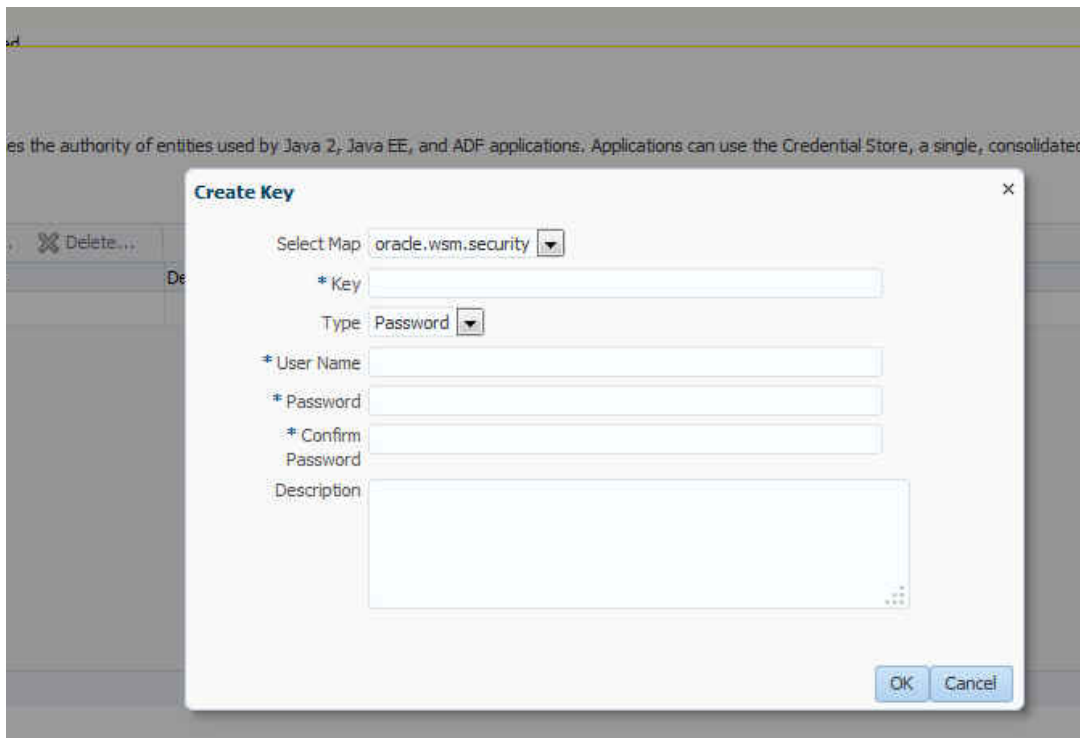 es the authority of entities used by Java 2, Java EE, and ADF applications. Applications can use the Credential Store, a single, consolidated
Delete...
De
Create Key
Select Map oracle.wsm.security
* Key
Type Password
* User Name
* Password
* Confirm
Password
Description
OK Cancel